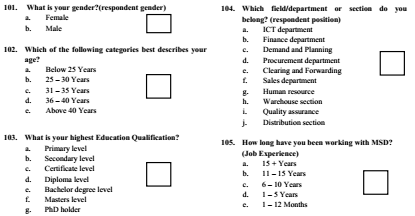 101. What is your gender?(respondent gender)
a. Female
b. Male
102. Which of the following categories best describes your
age?
a. Below 25 Years
b. 25 – 30 Years
c. 31 – 35 Years
d. 36 – 40 Years
e. Above 40 Years
103. What is your highest Education Qualification?
a. Primary level
b. Secondary level
c. Certificate level
d. Diploma level
e. Bachelor degree level
f. Masters level
g. PhD holder
104. Which field/department or section do you
belong? (respondent position)
a. ICT department
b. Finance department
c. Demand and Planning
d. Procurement department
e. Clearing and Forwarding
f. Sales department
g. Human resource
h. Warehouse section
i. Quality assurance
j. Distribution section
105. How long have you been working with MSD?
(Job Experience)
a. 15 + Years
b. 11 – 15 Years
c. 6 – 10 Years
d. 1 – 5 Years
e. 1 – 12 Months